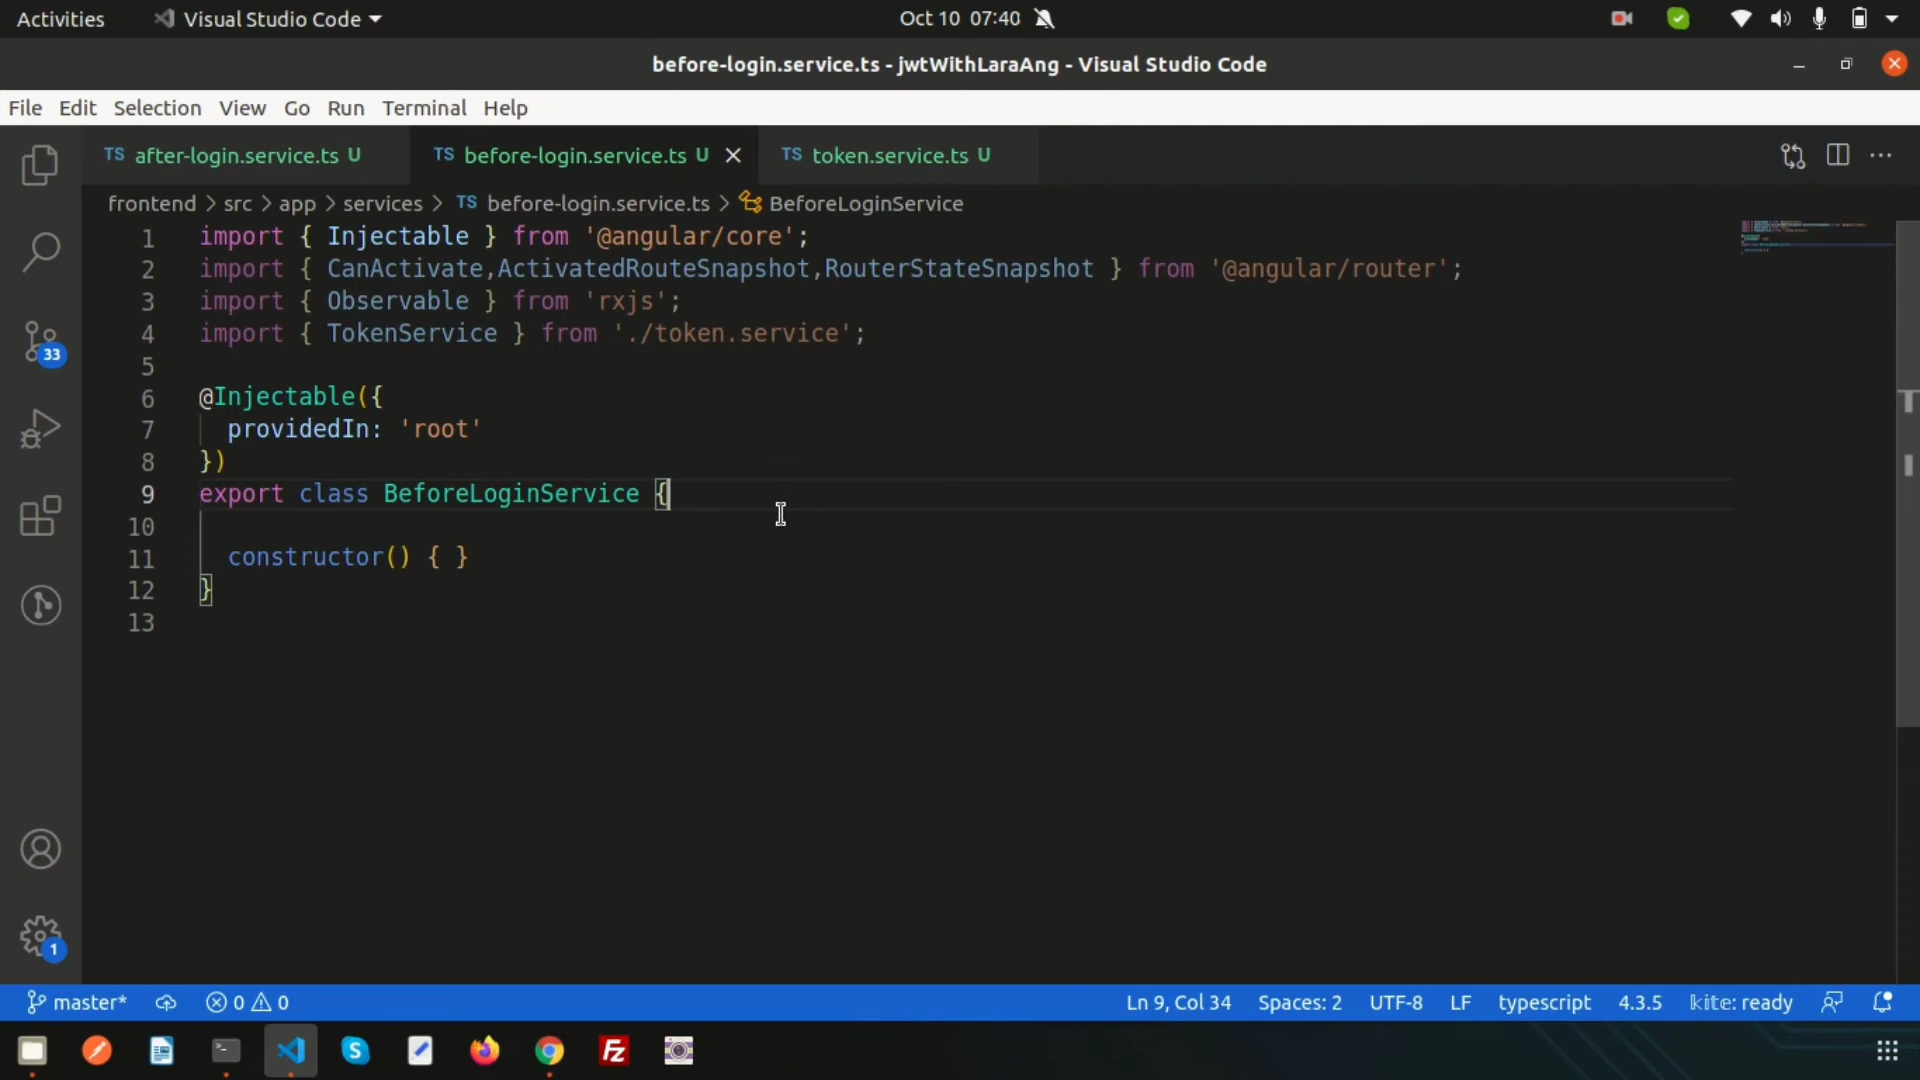 Activities Visual Studio Code Oct 10 07:40
before-login.service.ts - jwtWithLaraAng - Visual Studio Code
File Edit Selection View Go Run Terminal Help
TS after-login.service.ts U TS before-login.service.ts U TS token.service.ts U
frontend > src > app > services > TS before-login.service.ts > BeforeLoginService
1 import { Injectable } from '@angular/core';
2 import { CanActivate,ActivatedRouteSnapshot,RouterStateSnapshot } from '@angular/router';
3 import { Observable } from 'rxjs';
4 import { TokenService } from './token.service';
5
6 @Injectable({
7 providedIn: 'root'
8 })
9 export class BeforeLoginService {
10
11 constructor() { }
12 }
13
33
1
master* 0 0 Ln 9, Col 34 Spaces: 2 UTF-8 LF typescript 4.3.5 kite: ready